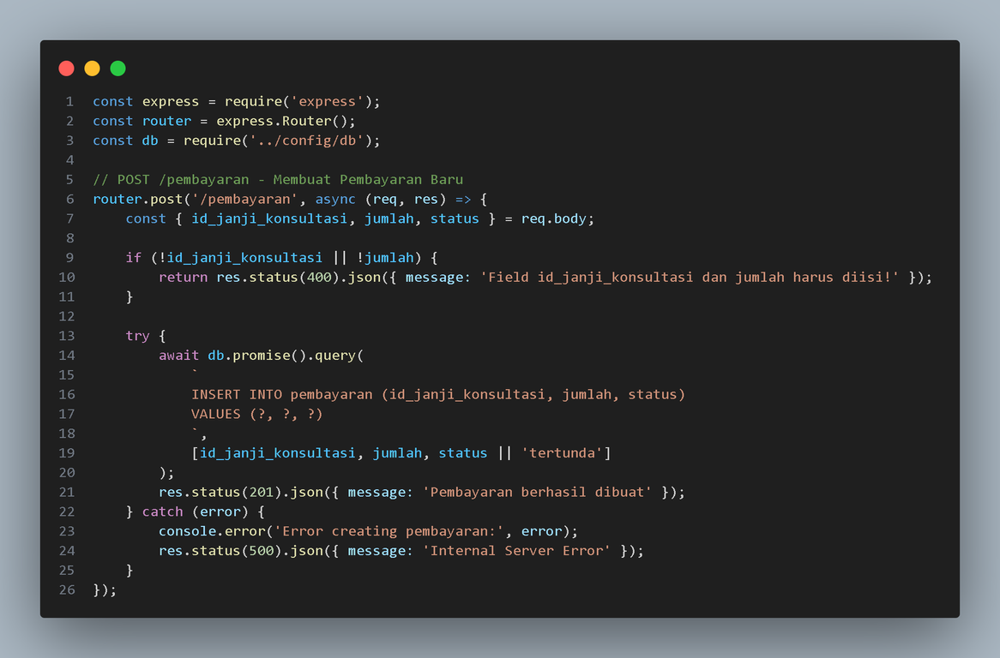 1 const express = require('express');
2 const router = express.Router();
3 const db = require('../config/db');
4
5 // POST /pembayaran - Membuat Pembayaran Baru
6 router.post('/pembayaran', async (req, res) => {
7     const { id_janji_konsultasi, jumlah, status } = req.body;
8
9     if (!id_janji_konsultasi || !jumlah) {
10         return res.status(400).json({ message: 'Field id_janji_konsultasi dan jumlah harus diisi!' });
11     }
12
13     try {
14         await db.promise().query(
15             `
16             INSERT INTO pembayaran (id_janji_konsultasi, jumlah, status)
17             VALUES (?, ?, ?)
18             `,
19             [id_janji_konsultasi, jumlah, status || 'tertunda']
20         );
21         res.status(201).json({ message: 'Pembayaran berhasil dibuat' });
22     } catch (error) {
23         console.error('Error creating pembayaran:', error);
24         res.status(500).json({ message: 'Internal Server Error' });
25     }
26 });